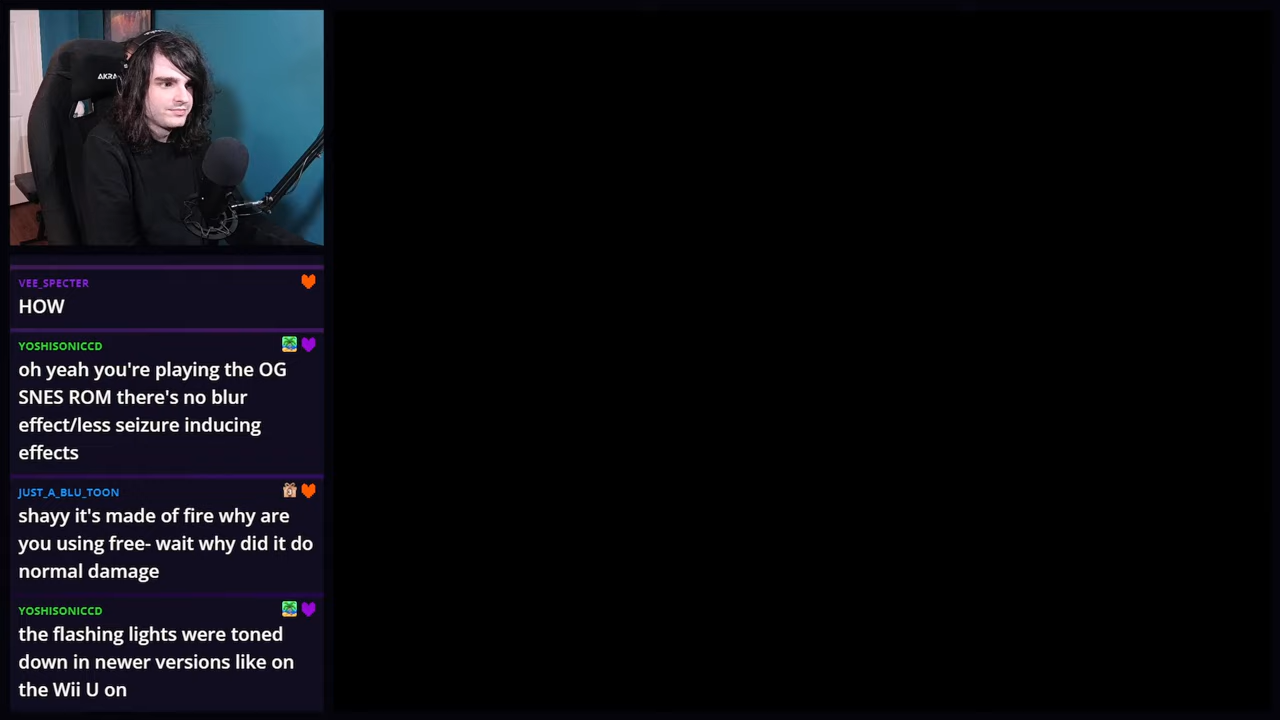 AKRA
VEE_SPECTER
HOW
YOSHISONICCD
oh yeah you're playing the OG
SNES ROM there's no blur
effect/less seizure inducing
effects
JUST_A_BLU_TOON
shayy it's made of fire why are
you using free- wait why did it do
normal damage
YOSHISONICCD
the flashing lights were toned
down in newer versions like on
the Wii U on